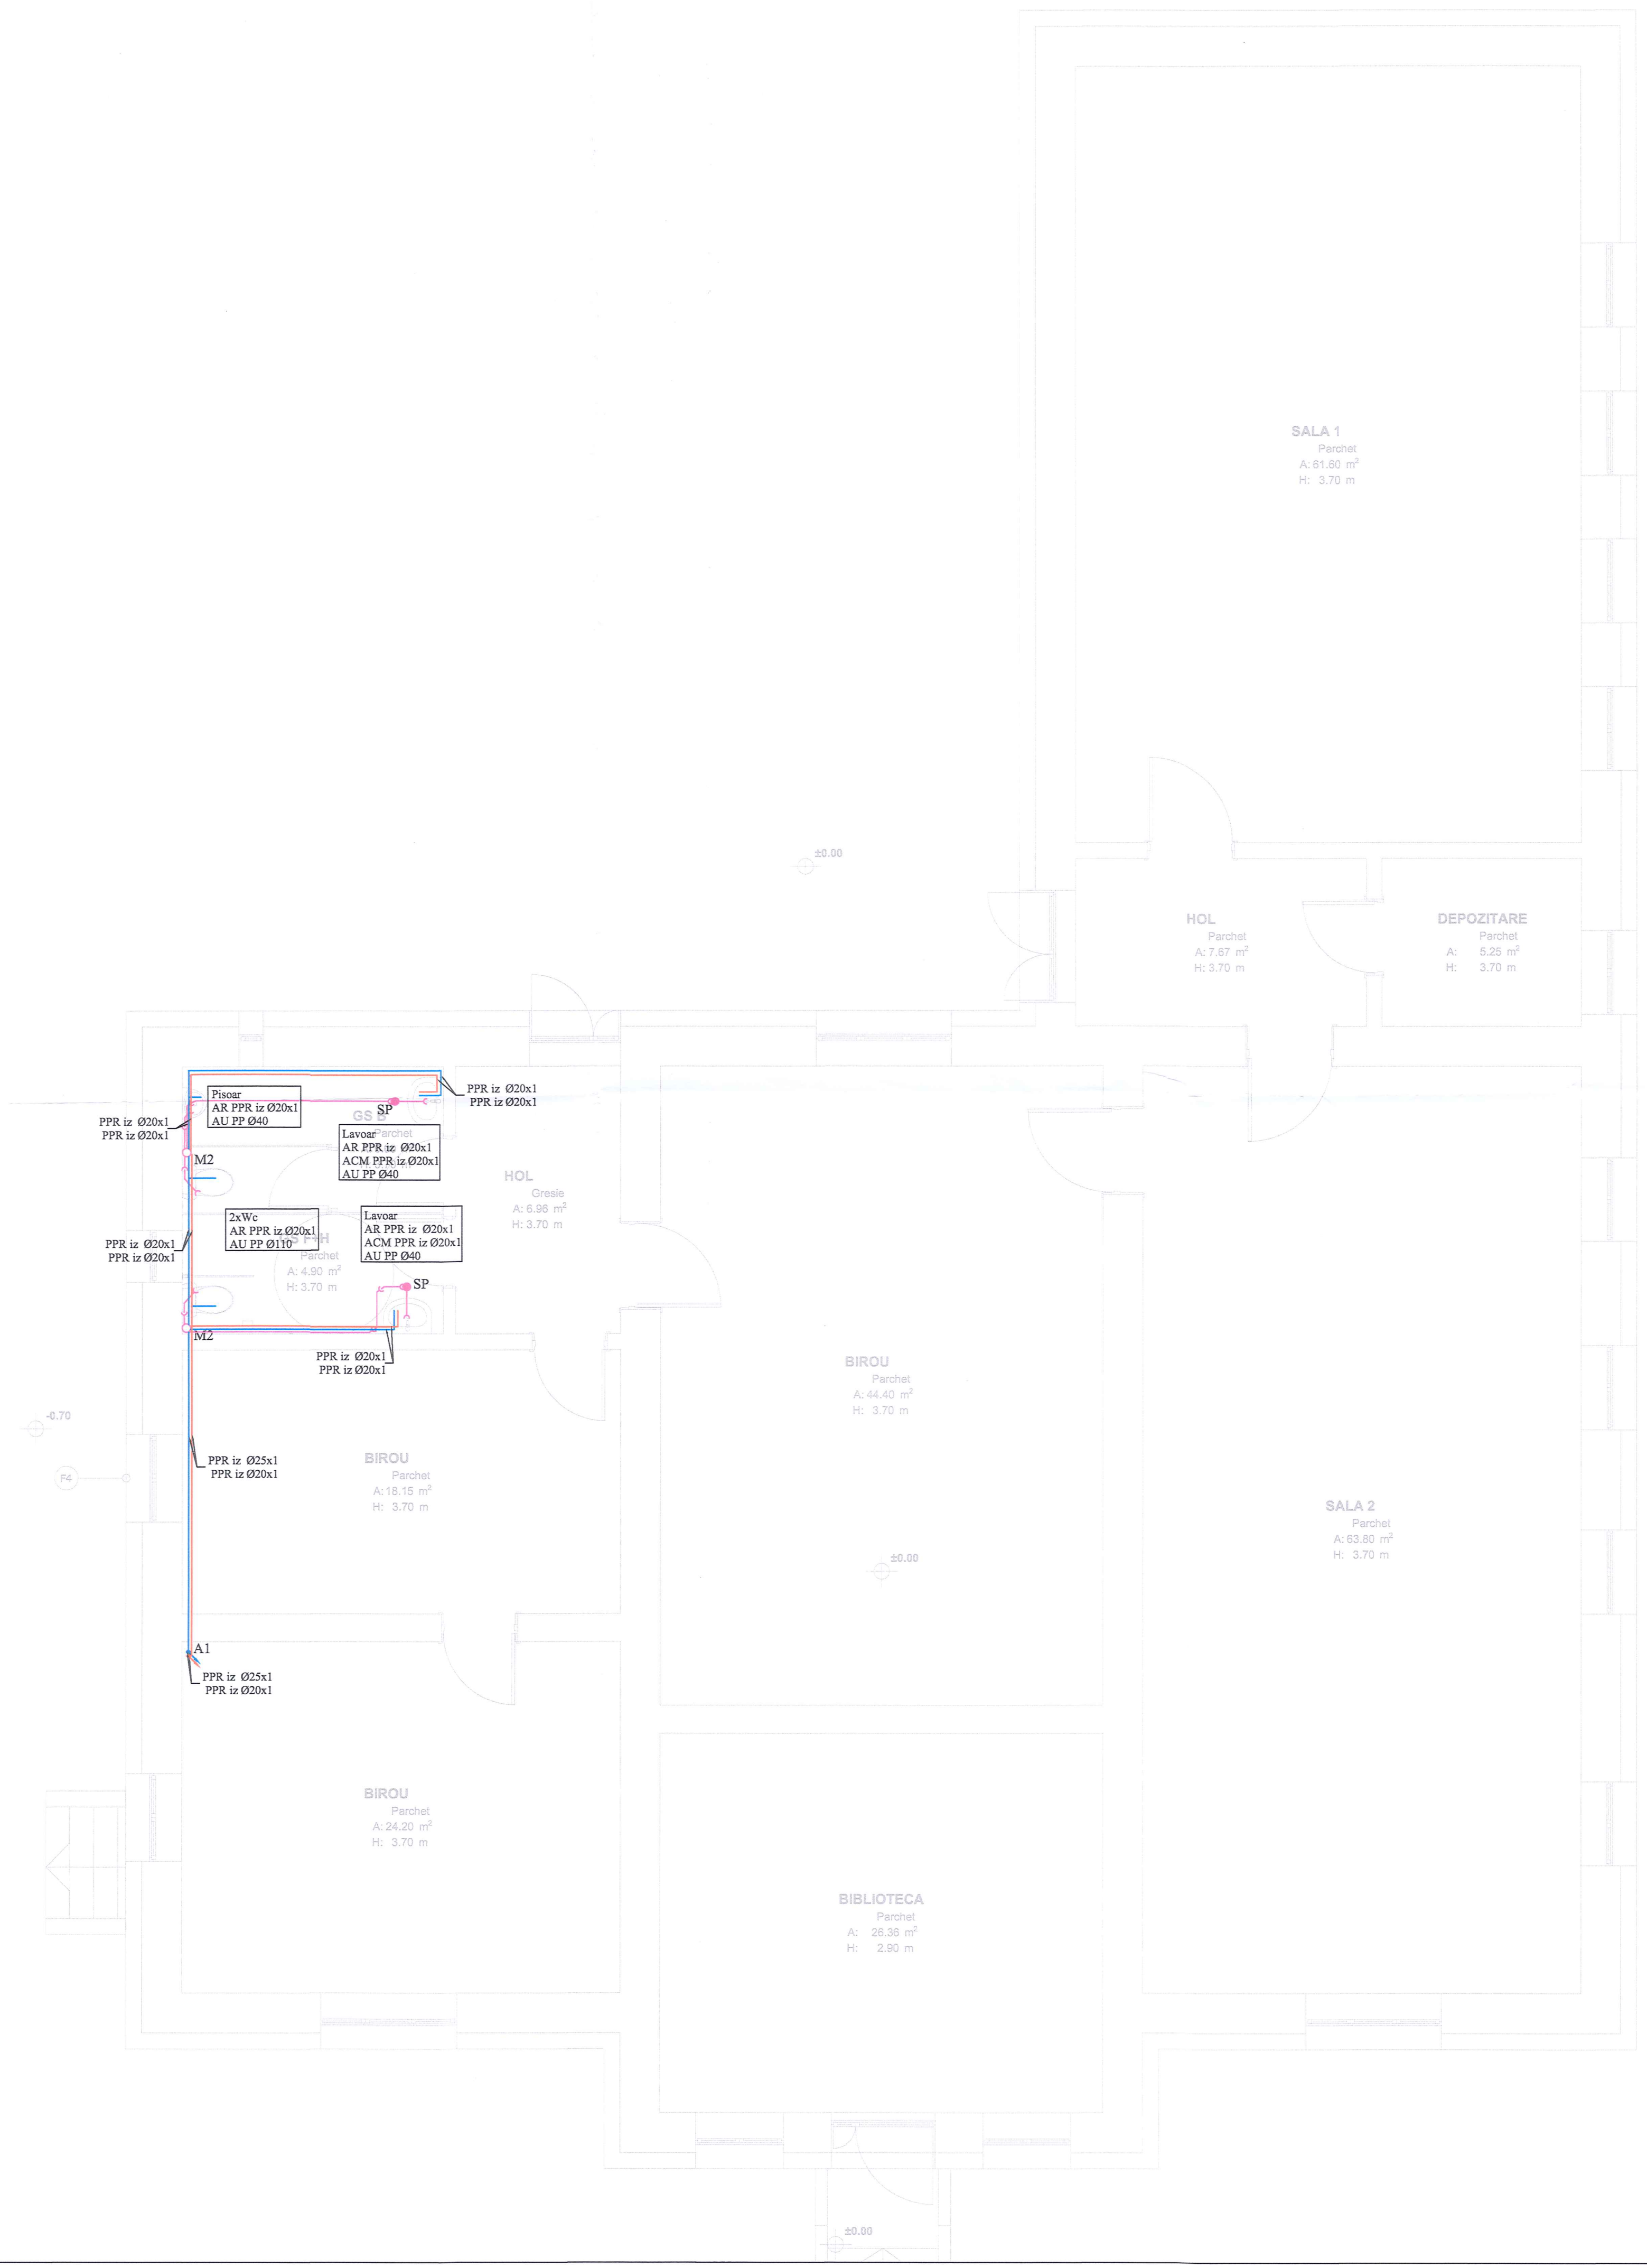 SALA 1
Parchet
A: 61.60 m²
H: 3.70 m
±0.00
HOL
Parchet
A: 7.67 m²
H: 3.70 m
DEPOZITARE
Parchet
A: 5.25 m²
H: 3.70 m
PPR iz Ø20x1
PPR iz Ø20x1
Pisoar
AR PPR iz Ø20x1
AU PP Ø40
SP
GS B
Parchet
PPR iz Ø20x1
PPR iz Ø20x1
Lavoar
AR PPR iz Ø20x1
ACM PPR iz Ø20x1
AU PP Ø40
M2
HOL
Gresie
A: 6.96 m²
H: 3.70 m
2xWc
AR PPR iz Ø20x1
AU PP Ø110
Lavoar
AR PPR iz Ø20x1
ACM PPR iz Ø20x1
AU PP Ø40
PPR iz Ø20x1
PPR iz Ø20x1
GS F+H
Parchet
A: 4.90 m²
H: 3.70 m
SP
M2
PPR iz Ø20x1
PPR iz Ø20x1
BIROU
Parchet
A: 44.40 m²
H: 3.70 m
-0.70
F4
PPR iz Ø25x1
PPR iz Ø20x1
BIROU
Parchet
A: 18.15 m²
H: 3.70 m
SALA 2
Parchet
A: 63.80 m²
H: 3.70 m
±0.00
A1
PPR iz Ø25x1
PPR iz Ø20x1
BIROU
Parchet
A: 24.20 m²
H: 3.70 m
BIBLIOTECA
Parchet
A: 26.36 m²
H: 2.90 m
±0.00